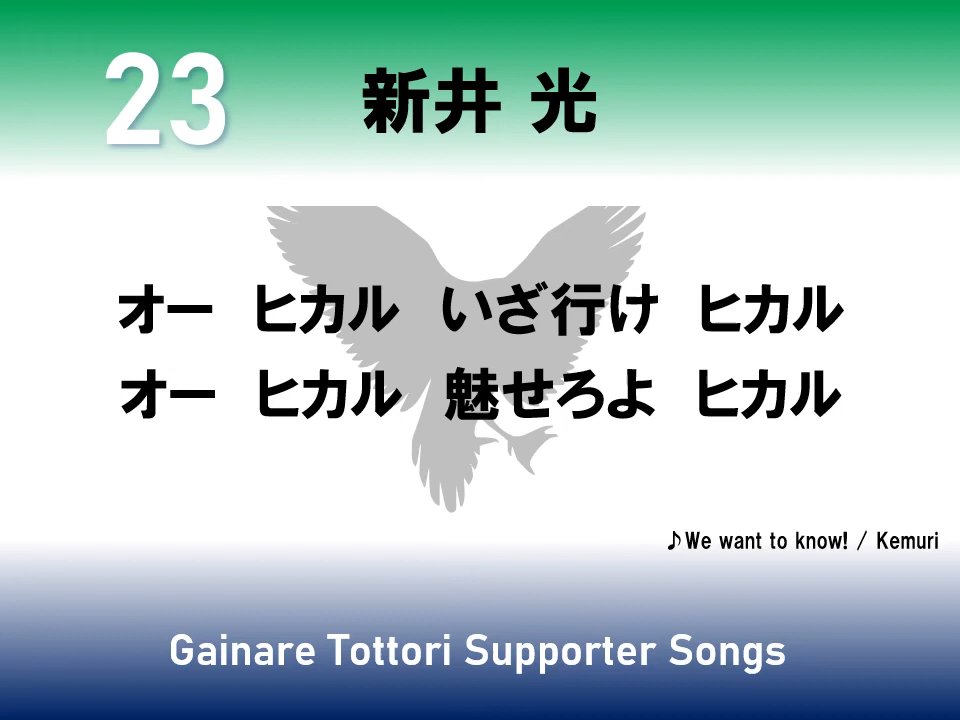 23 新井 光
オー ヒカル いざ行け ヒカル
オー ヒカル 魅せろよ ヒカル
♪We want to know! / Kemuri
Gainare Tottori Supporter Songs